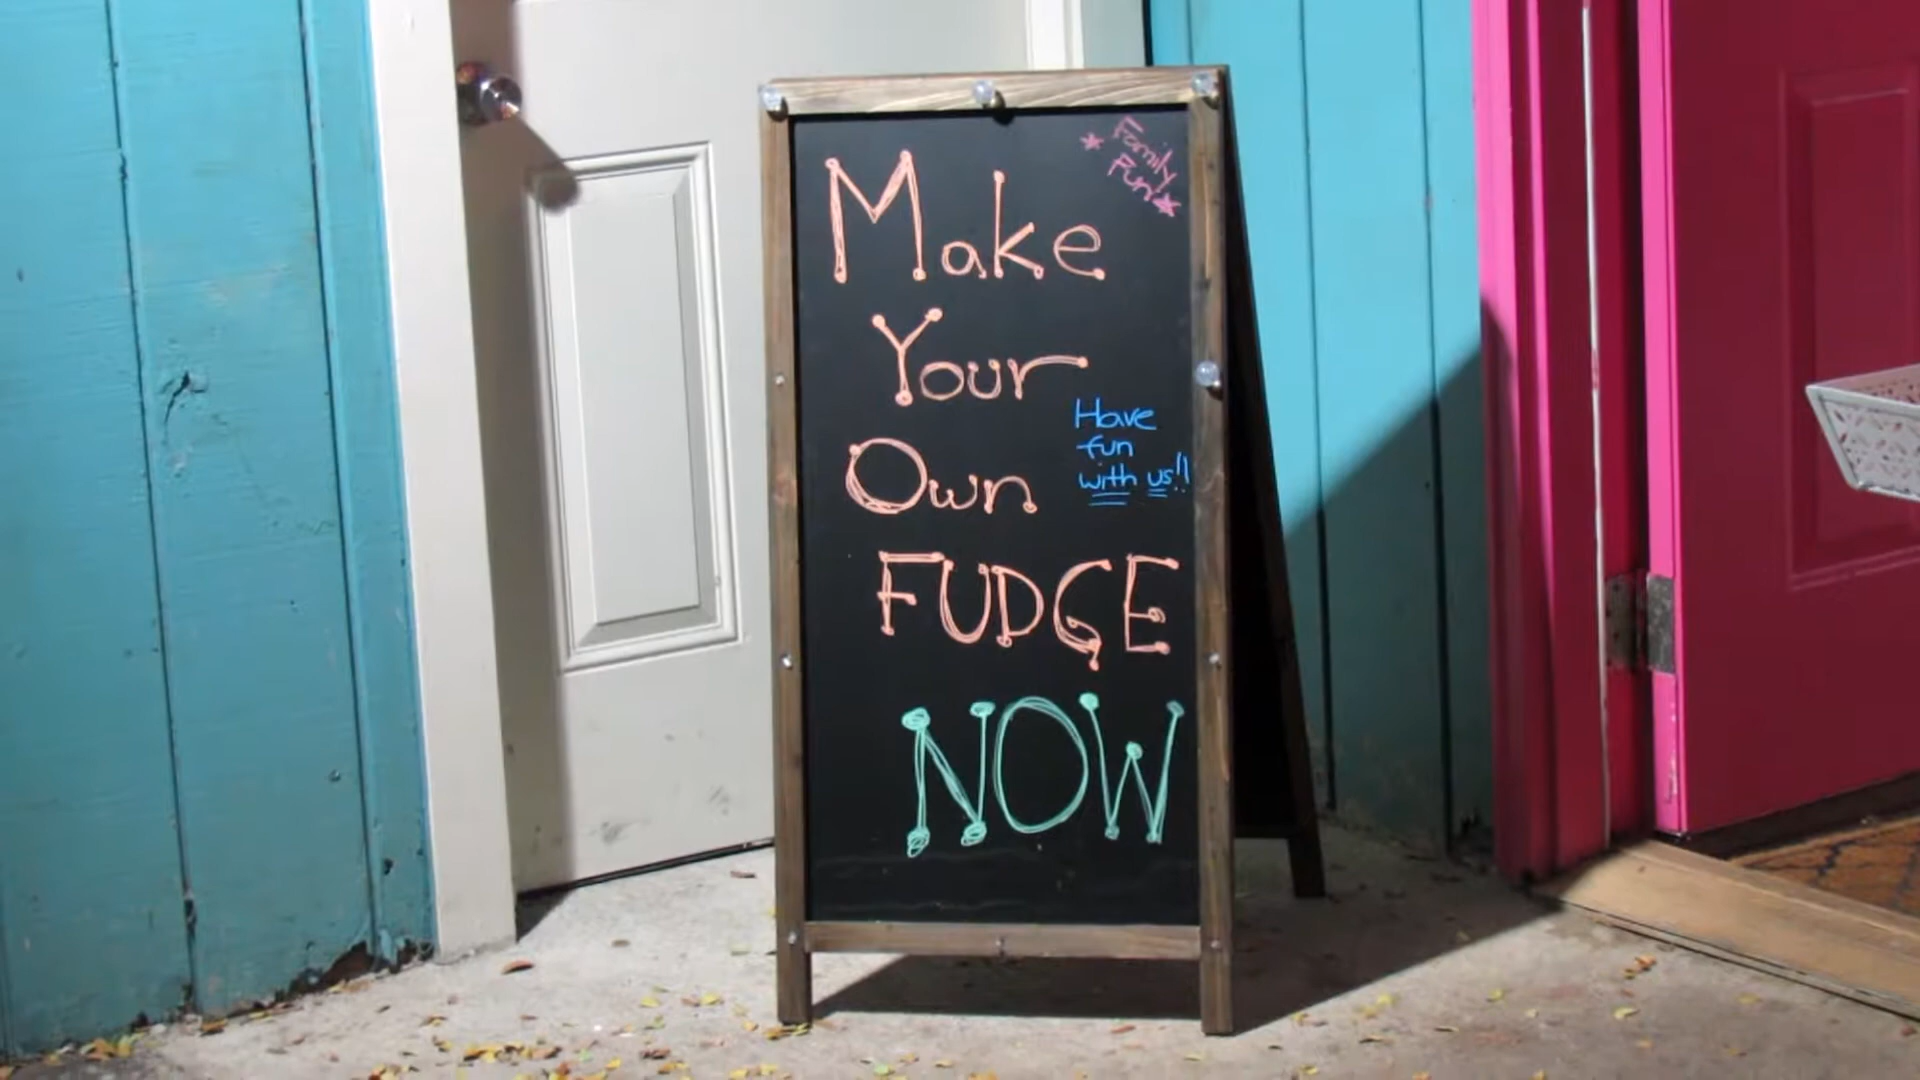 * Family
Fun *
Make
Your
Own
Have
fun
with us!!
FUDGE
NOW